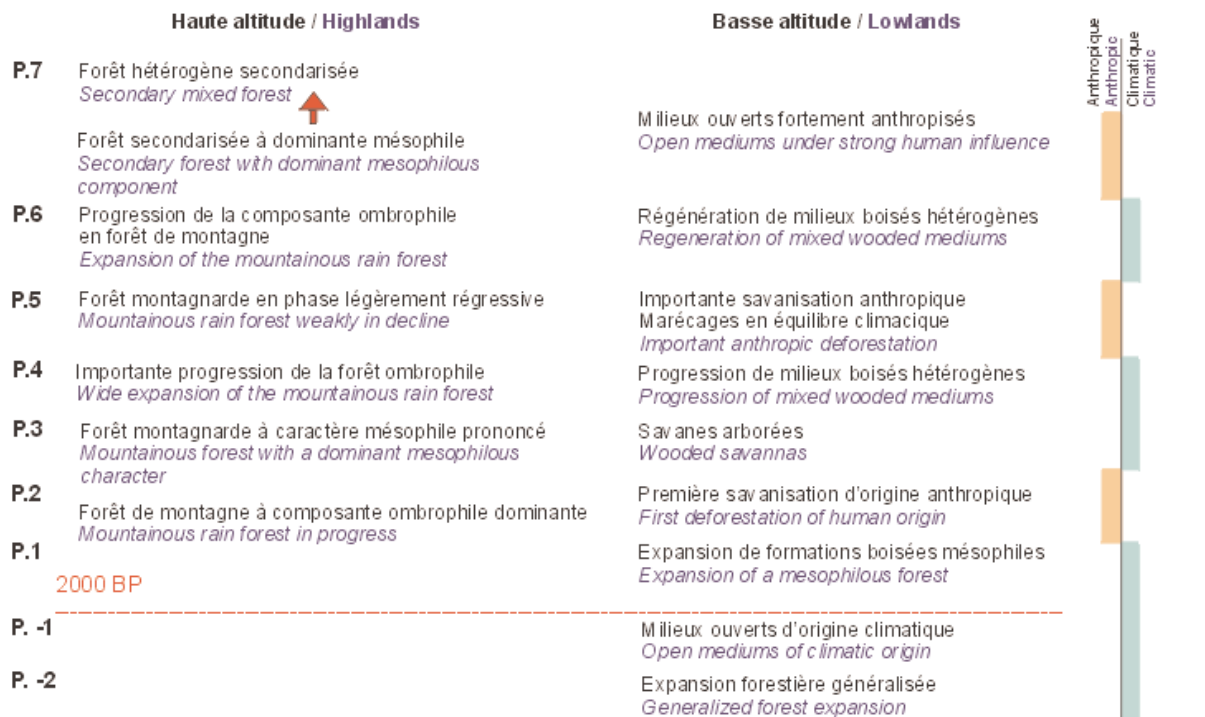 Haute altitude / Highlands
Basse altitude / Lowlands
Anthropique
Anthropic
Climatique
Climatic
P.7
Forêt hétérogène secondarisée
Secondary mixed forest
Forêt secondarisée à dominante mésophile
Secondary forest with dominant mesophilous
component
Milieux ouverts fortement anthropisés
Open mediums under strong human influence
P.6
Progression de la composante ombrophile
en forêt de montagne
Expansion of the mountainous rain forest
Régénération de milieux boisés hétérogènes
Regeneration of mixed wooded mediums
P.5
Forêt montagnarde en phase légèrement régressive
Mountainous rain forest weakly in decline
Importante savanisation anthropique
Marécages en équilibre climacique
Important anthropic deforestation
P.4
Importante progression de la forêt ombrophile
Wide expansion of the mountainous rain forest
Progression de milieux boisés hétérogènes
Progression of mixed wooded mediums
P.3
Forêt montagnarde à caractère mésophile prononcé
Mountainous forest with a dominant mesophilous
character
Savanes arborées
Wooded savannas
P.2
Forêt de montagne à composante ombrophile dominante
Mountainous rain forest in progress
Première savanisation d'origine anthropique
First deforestation of human origin
P.1
Expansion de formations boisées mésophiles
Expansion of a mesophilous forest
2000 BP
P. -1
Milieux ouverts d'origine climatique
Open mediums of climatic origin
P. -2
Expansion forestière généralisée
Generalized forest expansion